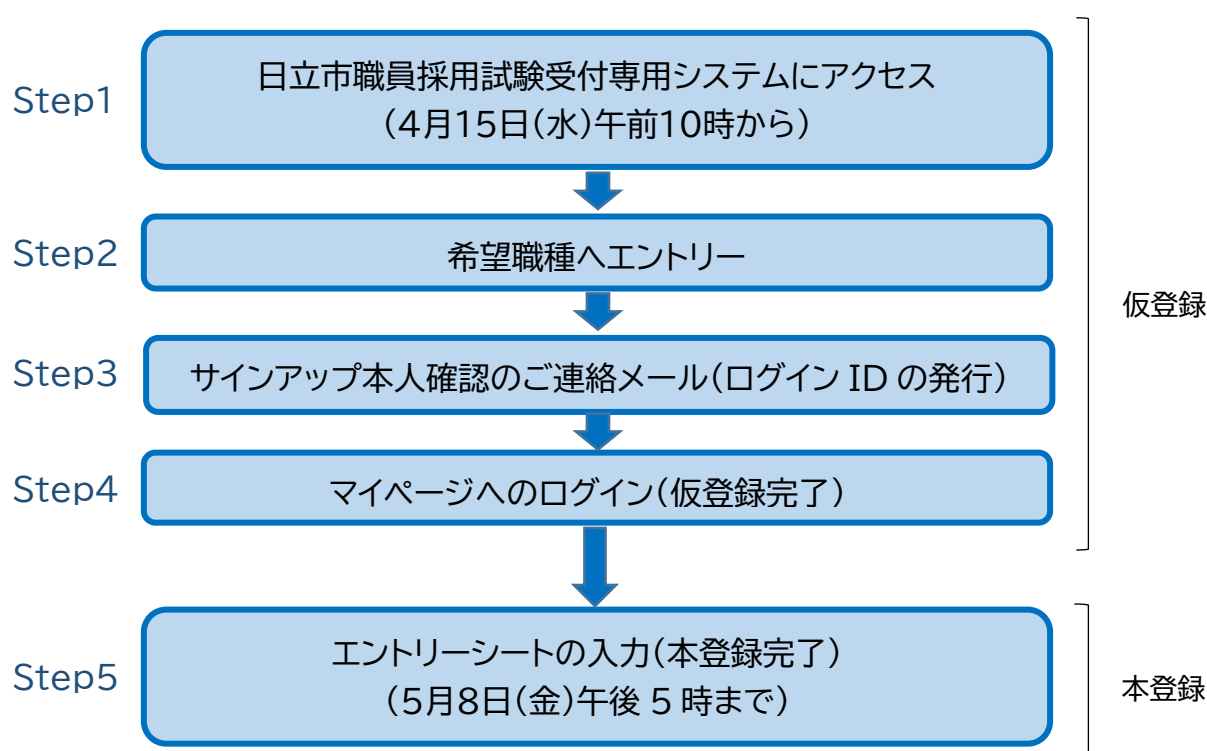 Step1
日立市職員採用試験受付専用システムにアクセス
(4月15日(水)午前10時から)
Step2
希望職種へエントリー
仮登録
Step3
サインアップ本人確認のご連絡メール(ログイン ID の発行)
Step4
マイページへのログイン(仮登録完了)
Step5
エントリーシートの入力(本登録完了)
(5月8日(金)午後 5 時まで)
本登録